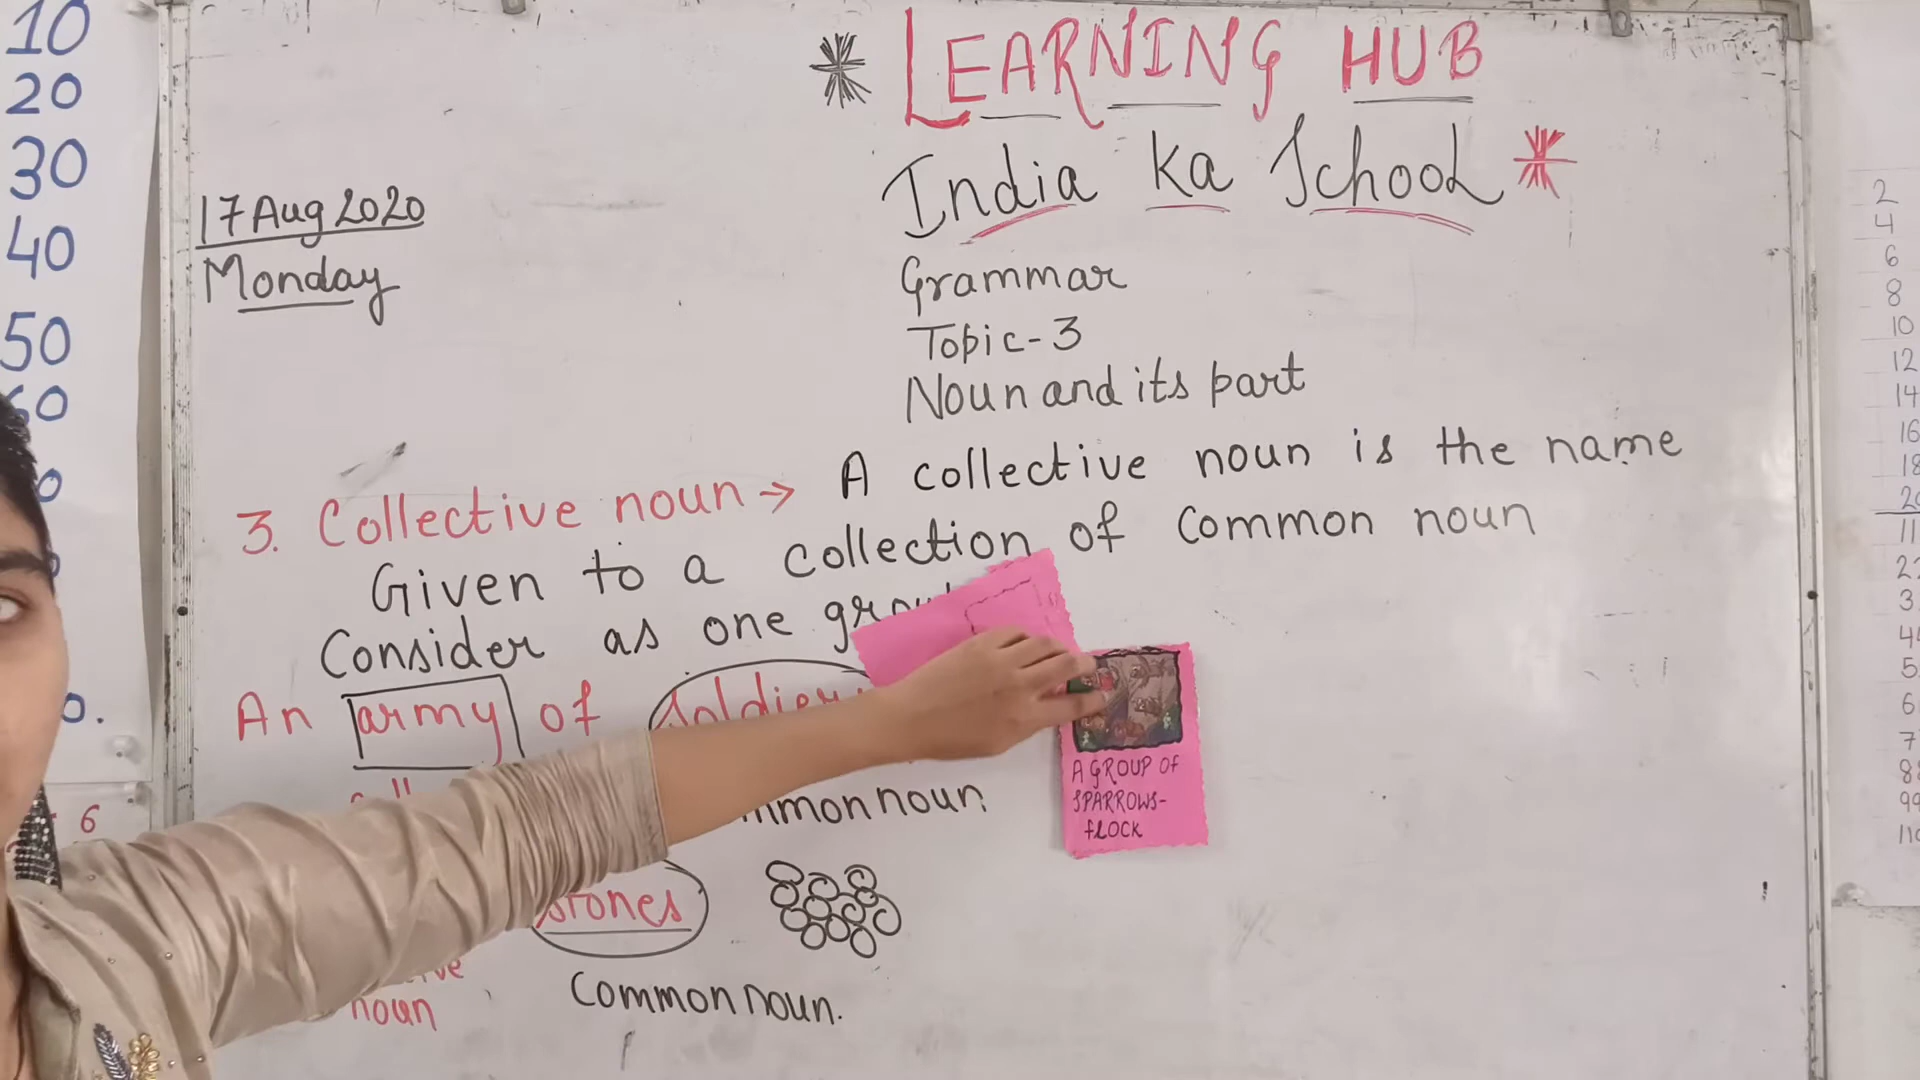 10
20
30
40
50
60
LEARNING HUB
India ka School
17 Aug 2020
Monday
Grammar
Topic-3
Noun and its part
3. Collective noun → A collective noun is the name
Given to a collection of common noun
Consider as one
An army of
A GROUP OF
SPARROWS-
FLOCK
noun.
stones
noun
Common noun.
6
2
4
6
8
10
12
14
16
18